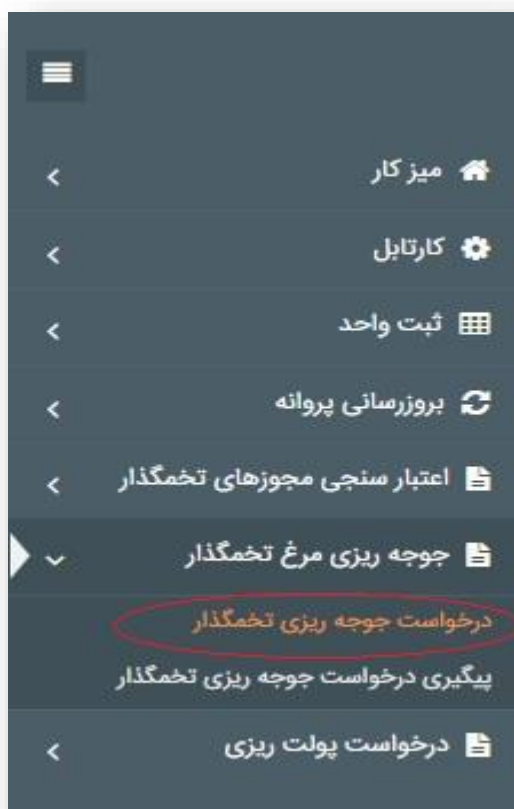 میز کار
کارتابل
ثبت واحد
بروزرسانی پروانه
اعتبار سنجی مجوزهای تخمگذار
جوجه ریزی مرغ تخمگذار
درخواست جوجه ریزی تخمگذار
پیگیری درخواست جوجه ریزی تخمگذار
درخواست پولت ریزی